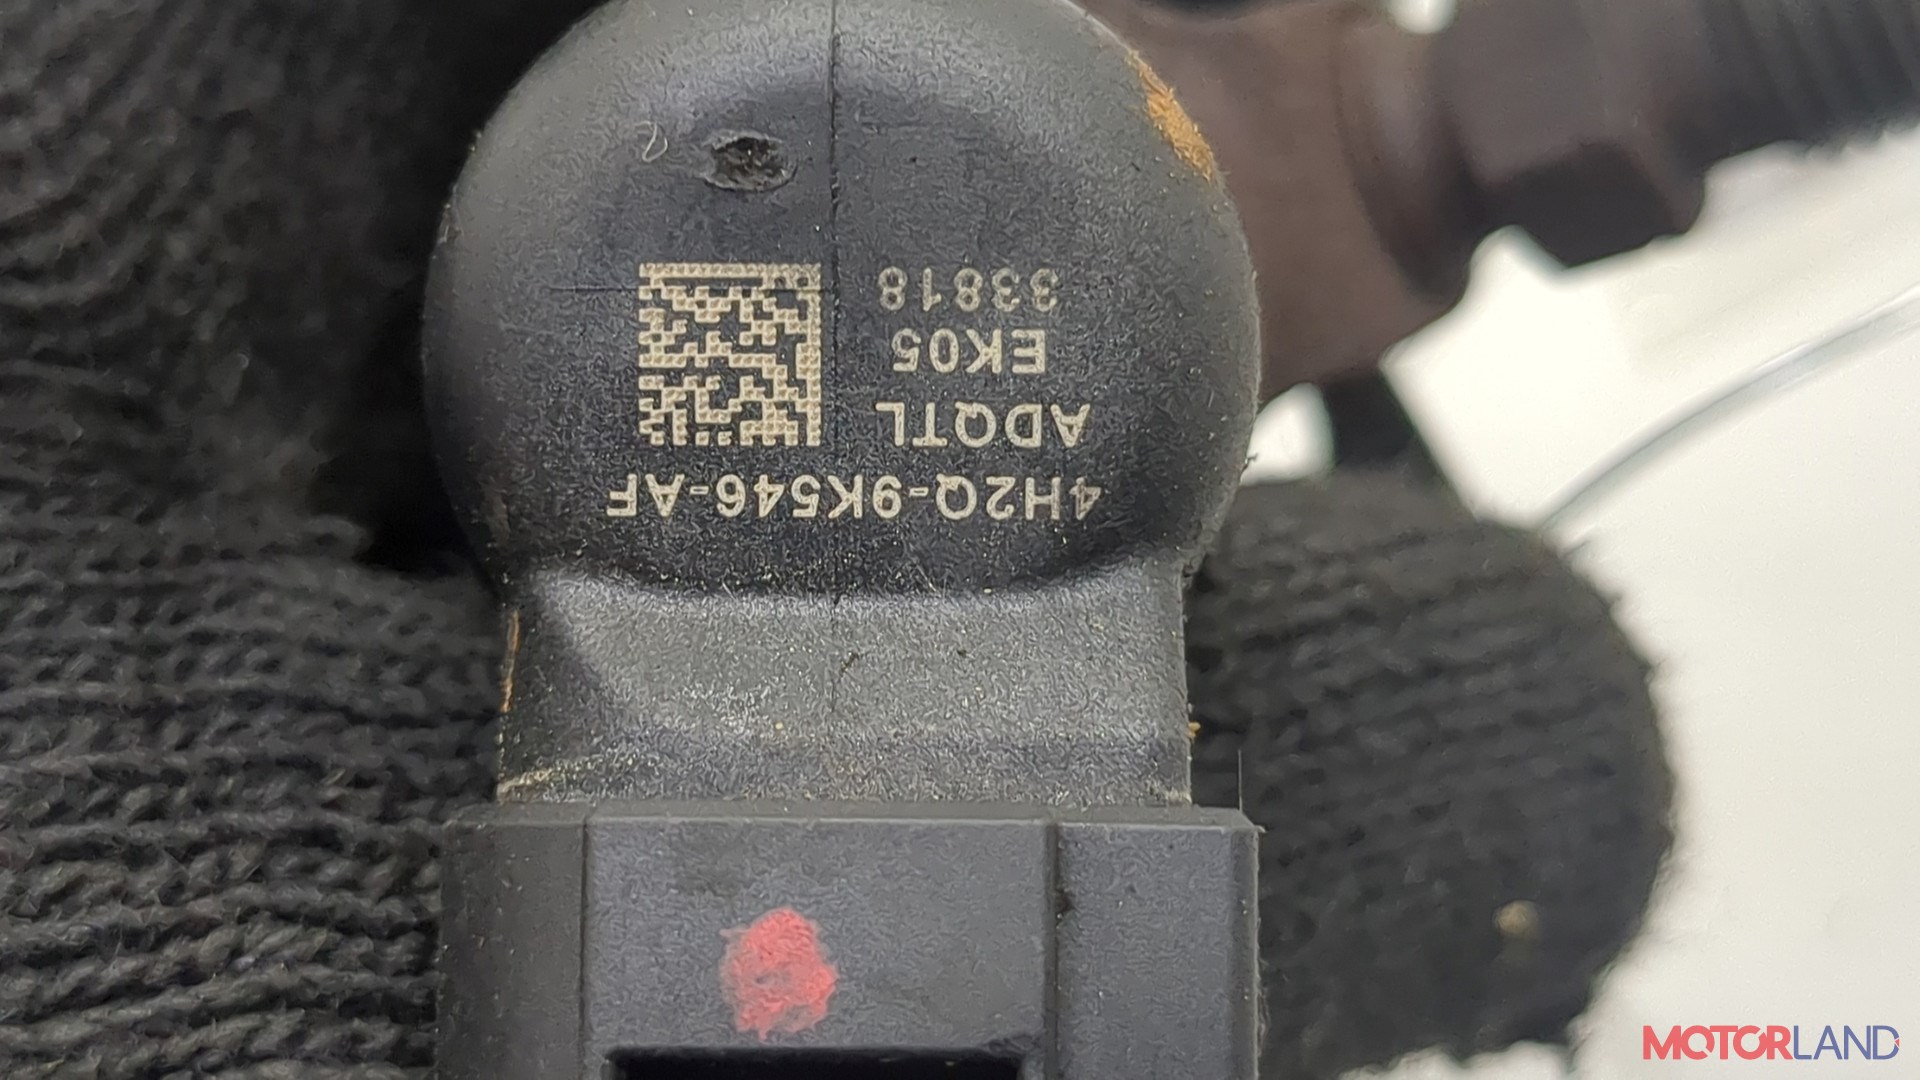 4H2Q-9K546-AF
ADQTL
EK05
33818
MOTORLAND